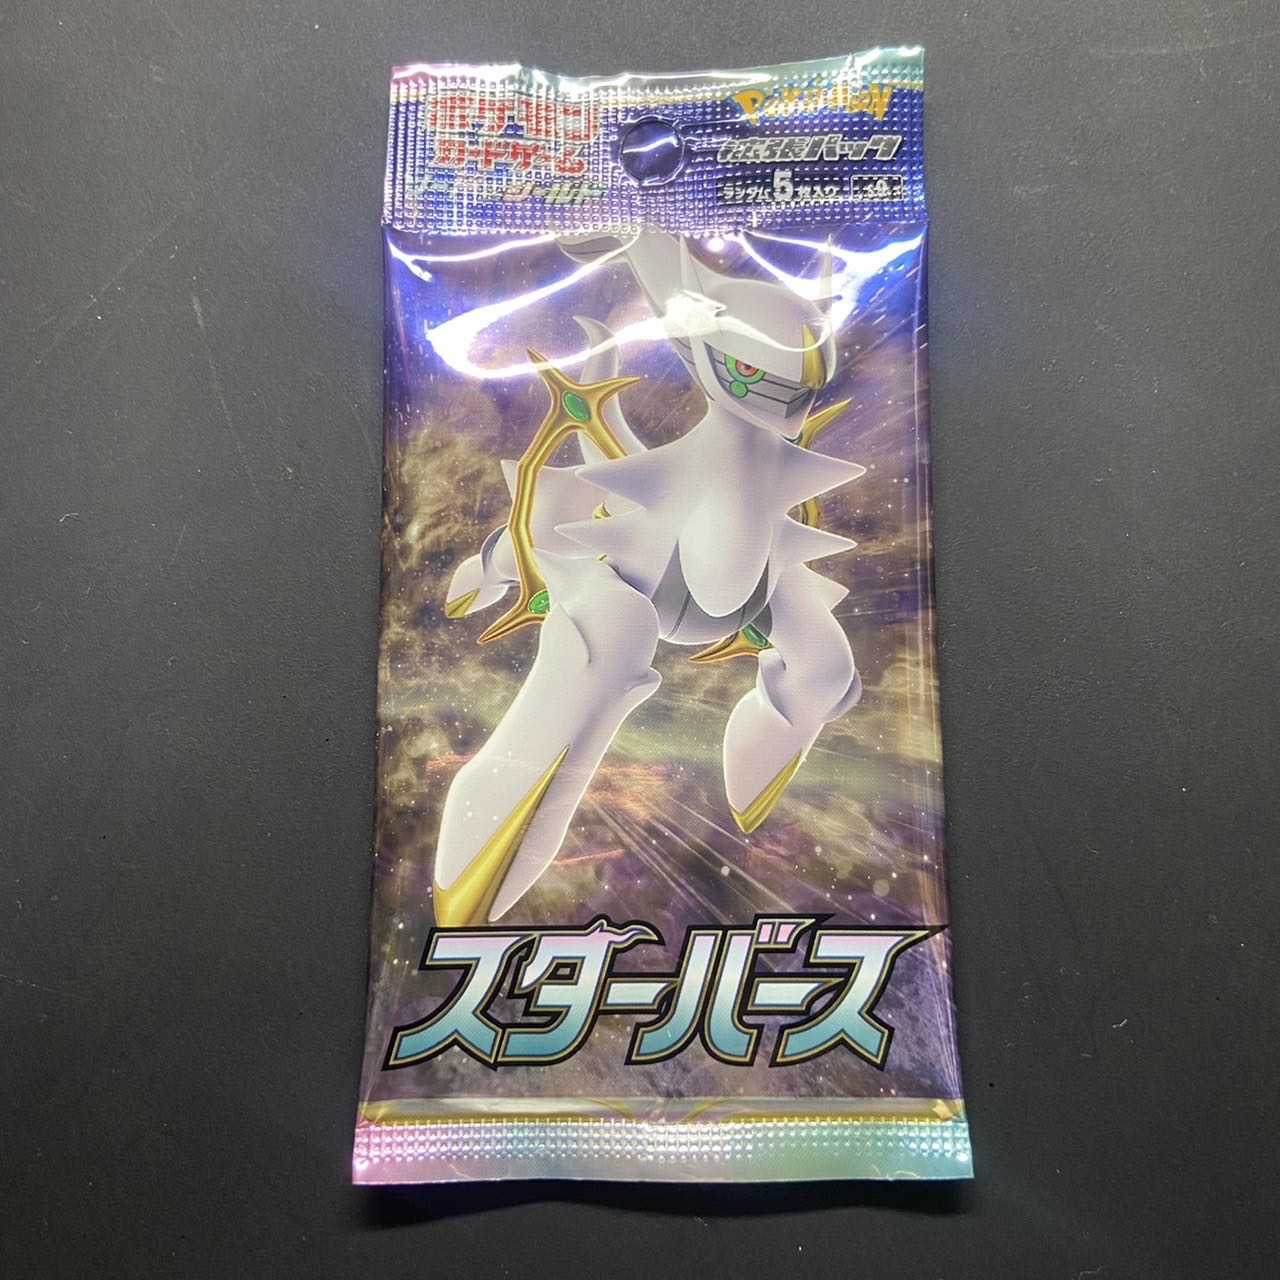 ポケモン
カードゲーム
ソード&シールド
Pokémon
拡張パック
ランダム5枚入り s9
スターバース